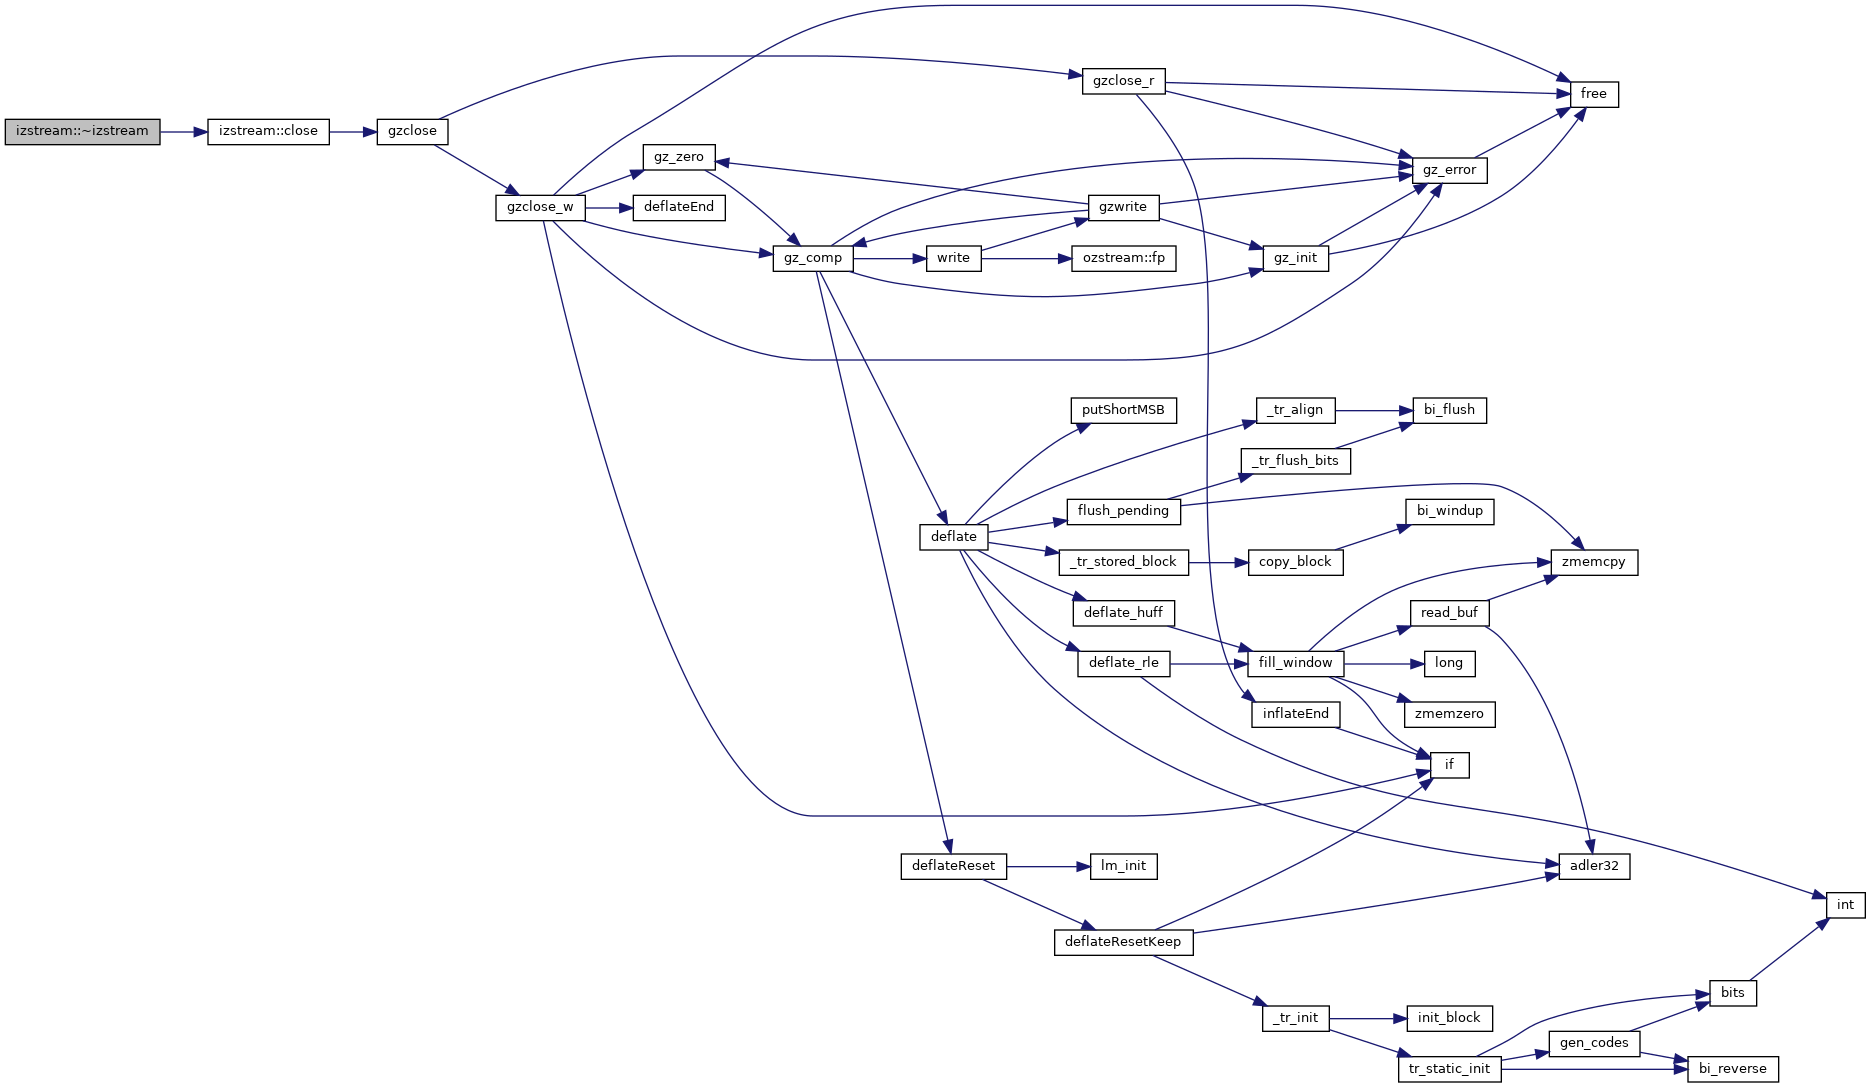 izstream::~izstream
izstream::close
gzclose
gzclose_r
gzclose_w
free
gz_zero
deflateEnd
gz_error
gzwrite
gz_comp
write
ozstream::fp
gz_init
putShortMSB
_tr_align
bi_flush
_tr_flush_bits
flush_pending
bi_windup
deflate
_tr_stored_block
copy_block
zmemcpy
deflate_huff
read_buf
deflate_rle
fill_window
long
inflateEnd
zmemzero
if
deflateReset
lm_init
adler32
int
deflateResetKeep
bits
_tr_init
init_block
gen_codes
tr_static_init
bi_reverse